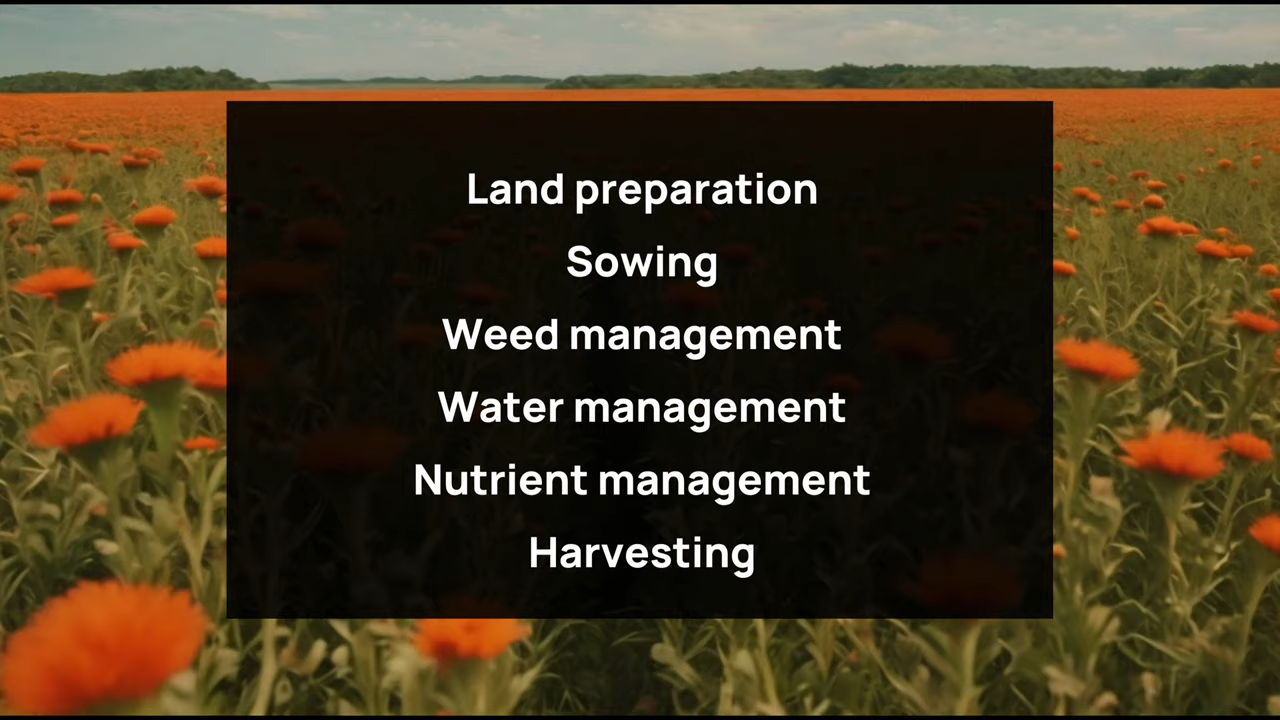 Land preparation
Sowing
Weed management
Water management
Nutrient management
Harvesting